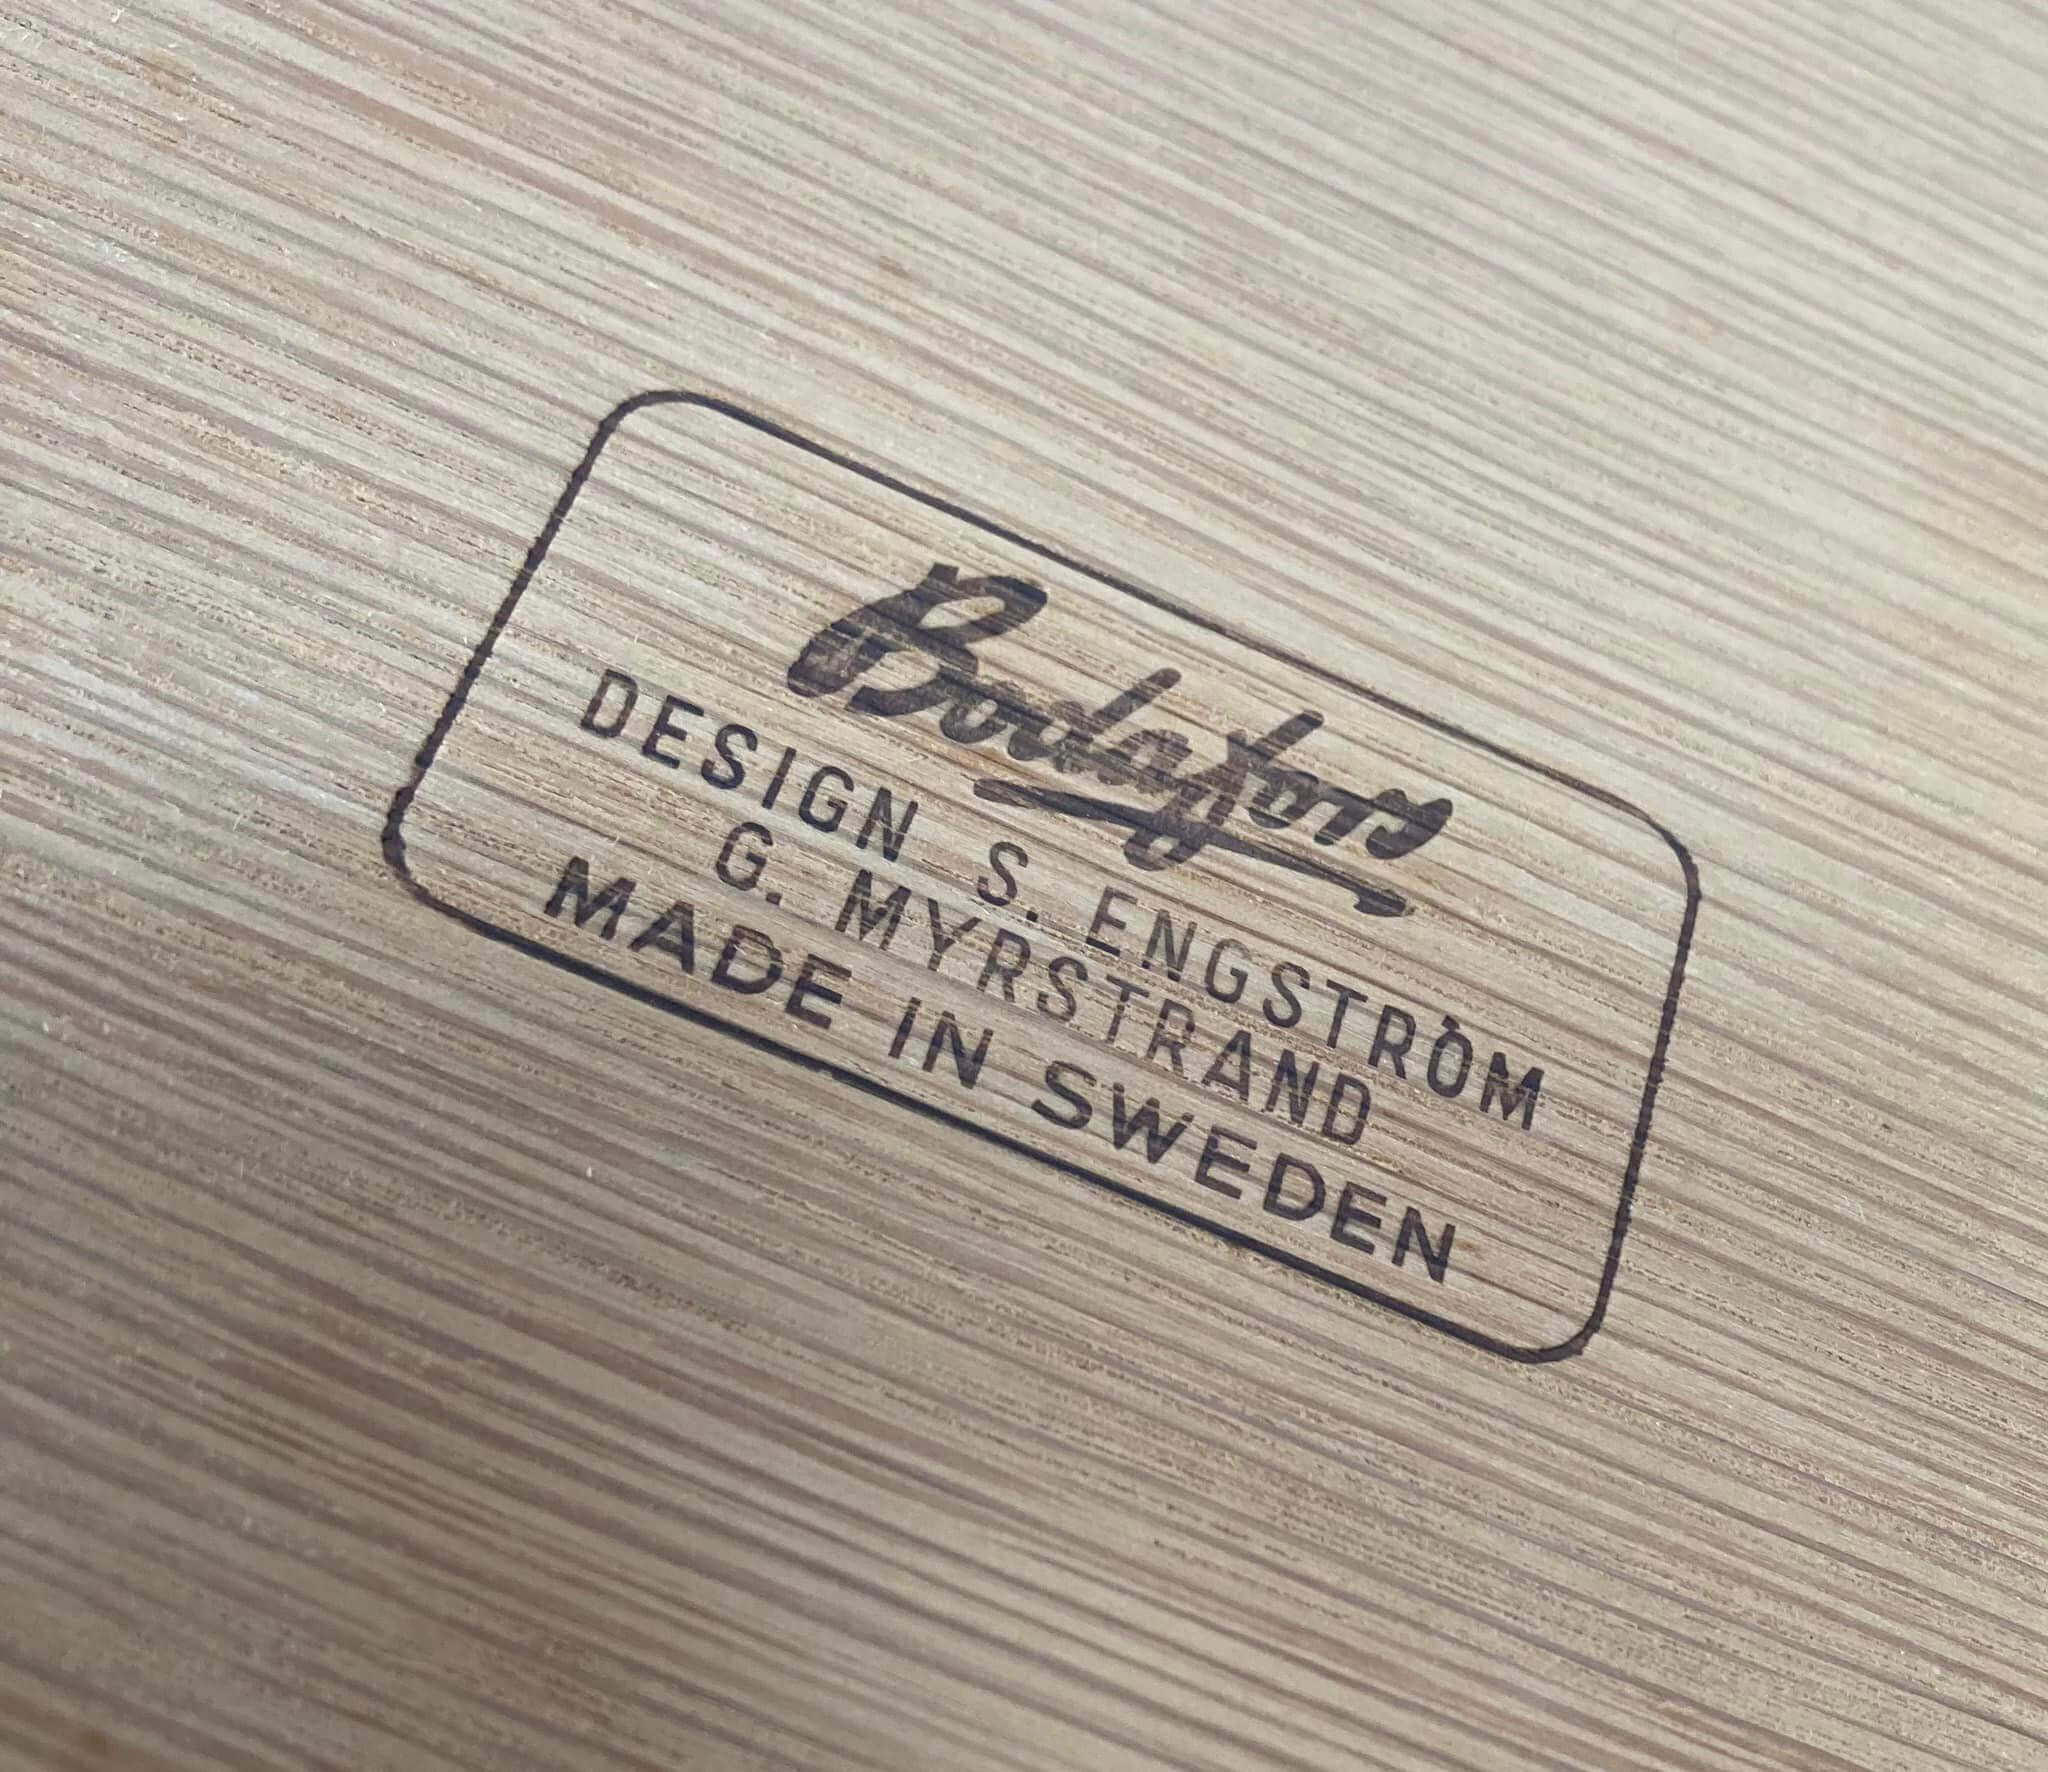 Bodafors
DESIGN S. ENGSTRÖM
G. MYRSTRAND
MADE IN SWEDEN